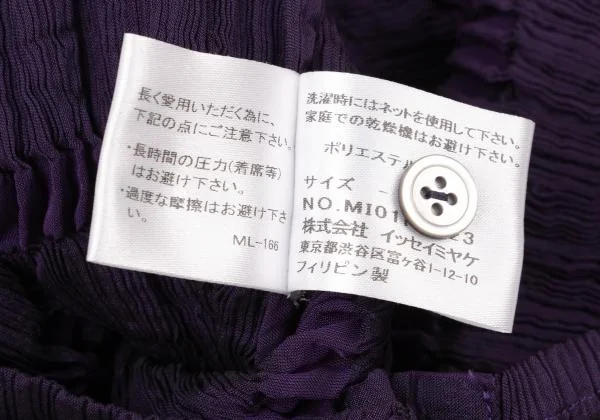 長く愛用いただく為に、
下記の点にご注意下さい。
・長時間の圧力(着席等)
はお避け下さい。
・過度な摩擦はお避け下さ
い。
ML-166
洗濯時にはネットを使用して下さい。
家庭での乾燥機はお避け下さい。
ポリエステル
サイズ -
NO.MI01 23
株式会社 イッセイミヤケ
東京都渋谷区富ヶ谷1-12-10
フィリピン製